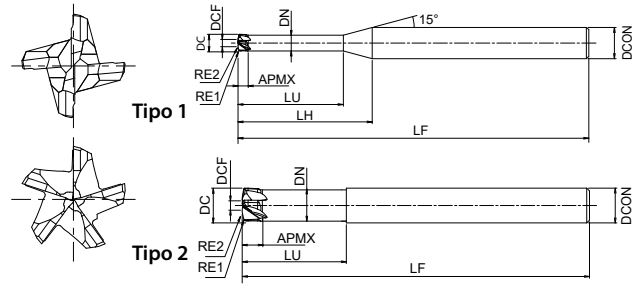 DC
DCF
DN
15°
DCON
RE2
RE1
APMX
LU
LH
LF
Tipo 1
DC
DCF
DN
DCON
RE2
RE1
APMX
LU
LF
Tipo 2